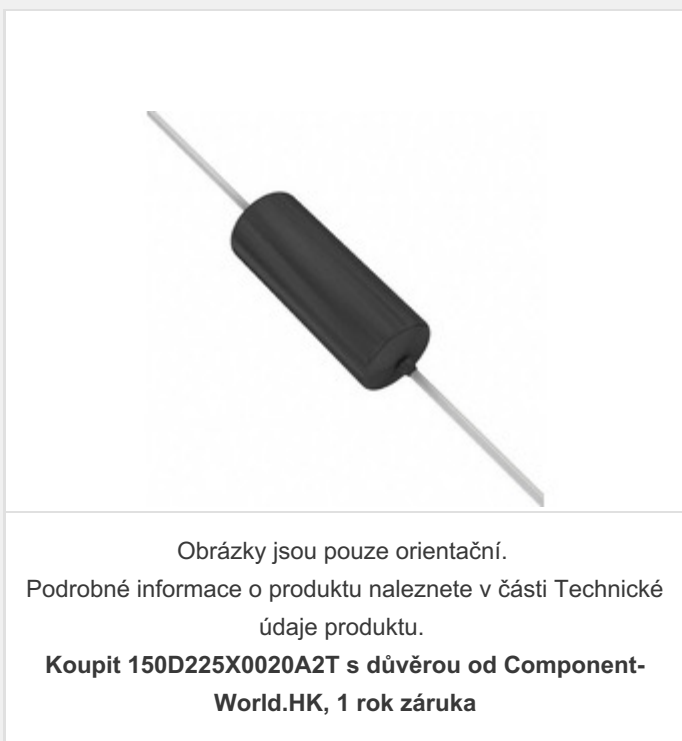 Obrázky jsou pouze orientační.
Podrobné informace o produktu naleznete v části Technické
údaje produktu.
Koupit 150D225X0020A2T s důvěrou od Component-
World.HK, 1 rok záruka